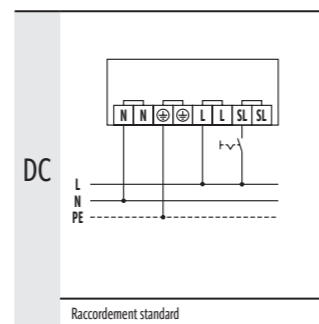 N N L L SL SL
DC
L
N
PE
Raccordement standard